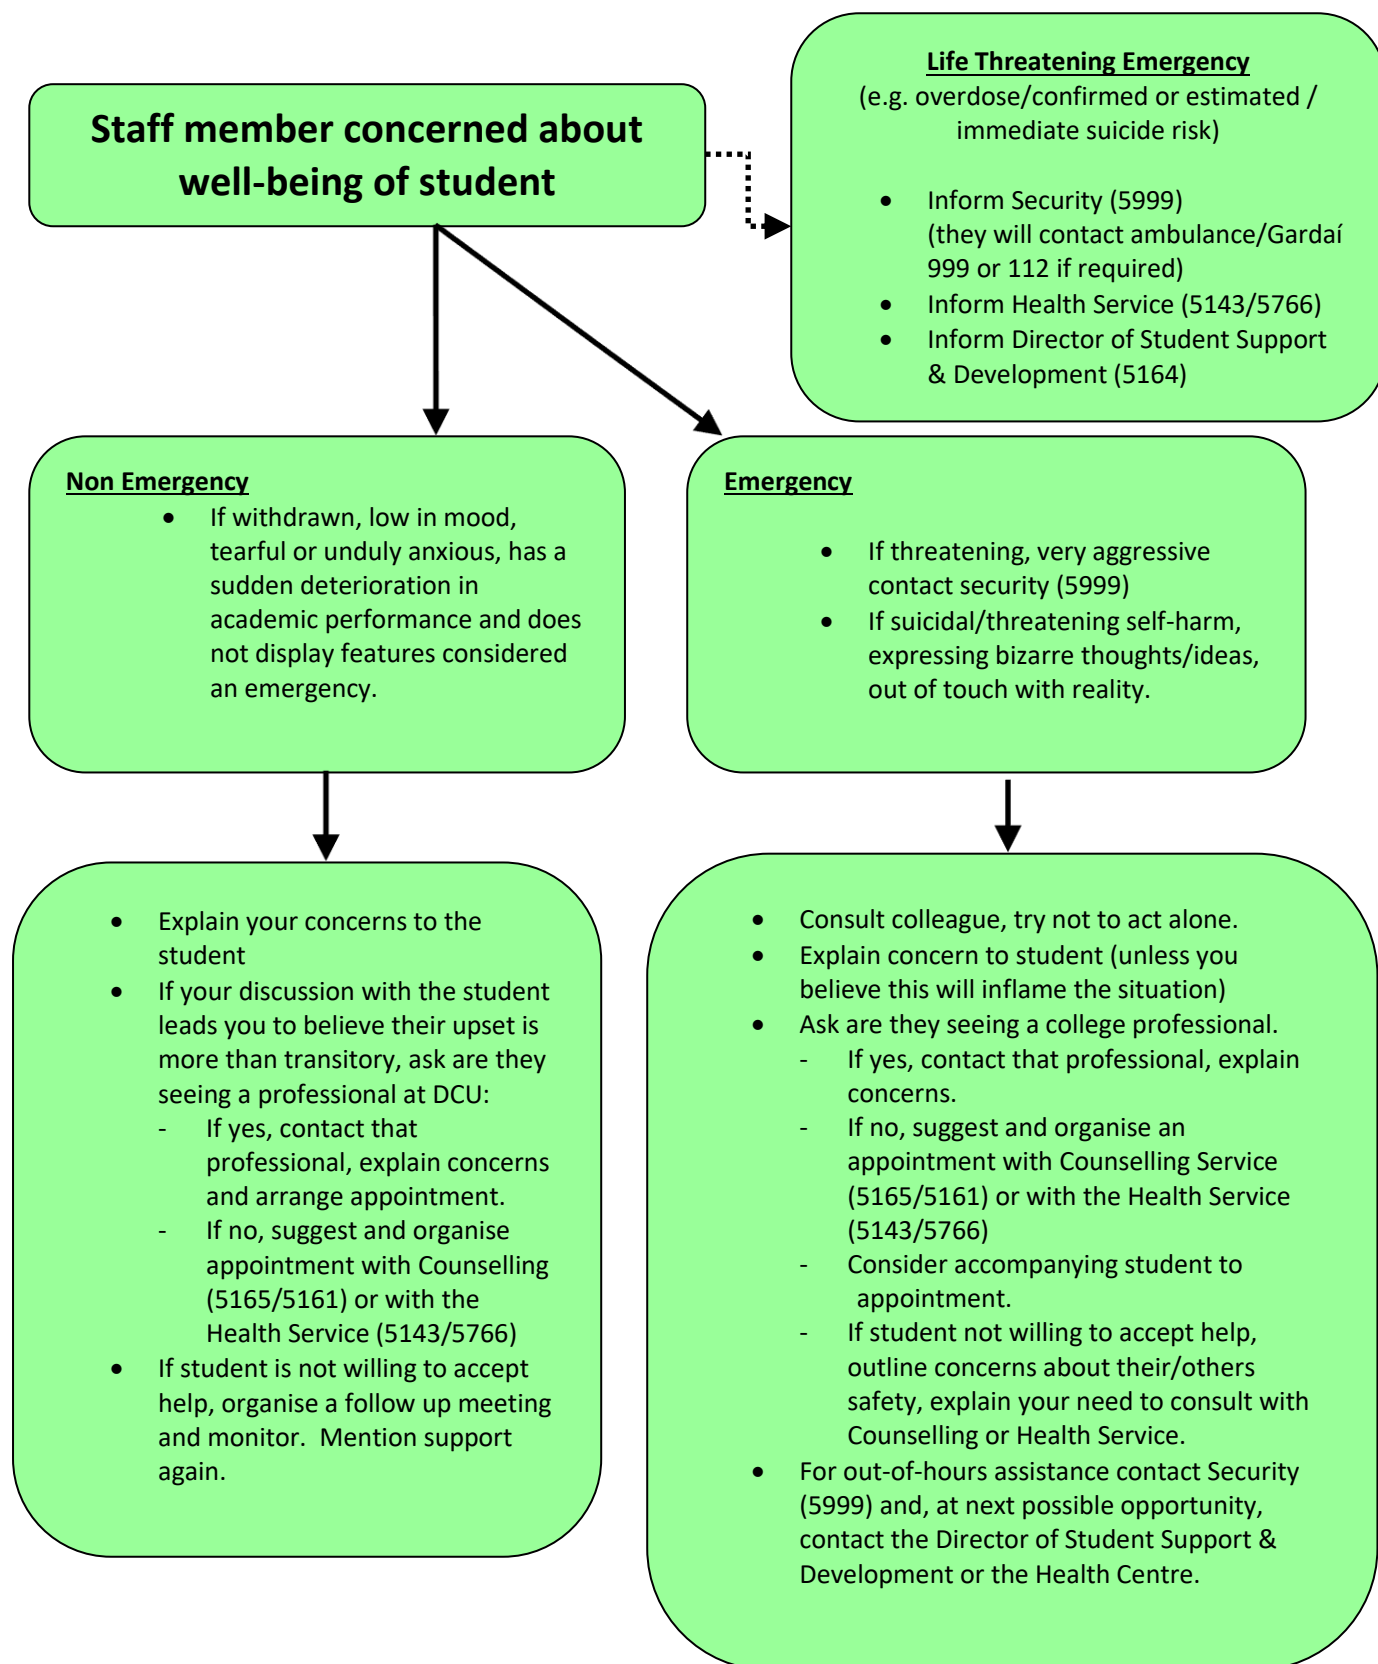 Staff member concerned about
well-being of student
Life Threatening Emergency
(e.g. overdose/confirmed or estimated /
immediate suicide risk)
• Inform Security (5999)
(they will contact ambulance/Gardaí
999 or 112 if required)
• Inform Health Service (5143/5766)
• Inform Director of Student Support
& Development (5164)
Non Emergency
• If withdrawn, low in mood,
tearful or unduly anxious, has a
sudden deterioration in
academic performance and does
not display features considered
an emergency.
Emergency
• If threatening, very aggressive
contact security (5999)
• If suicidal/threatening self-harm,
expressing bizarre thoughts/ideas,
out of touch with reality.
• Explain your concerns to the
student
• If your discussion with the student
leads you to believe their upset is
more than transitory, ask are they
seeing a professional at DCU:
- If yes, contact that
professional, explain concerns
and arrange appointment.
- If no, suggest and organise
appointment with Counselling
(5165/5161) or with the
Health Service (5143/5766)
• If student is not willing to accept
help, organise a follow up meeting
and monitor. Mention support
again.
• Consult colleague, try not to act alone.
• Explain concern to student (unless you
believe this will inflame the situation)
• Ask are they seeing a college professional.
- If yes, contact that professional, explain
concerns.
- If no, suggest and organise an
appointment with Counselling Service
(5165/5161) or with the Health Service
(5143/5766)
- Consider accompanying student to
appointment.
- If student not willing to accept help,
outline concerns about their/others
safety, explain your need to consult with
Counselling or Health Service.
• For out-of-hours assistance contact Security
(5999) and, at next possible opportunity,
contact the Director of Student Support &
Development or the Health Centre.